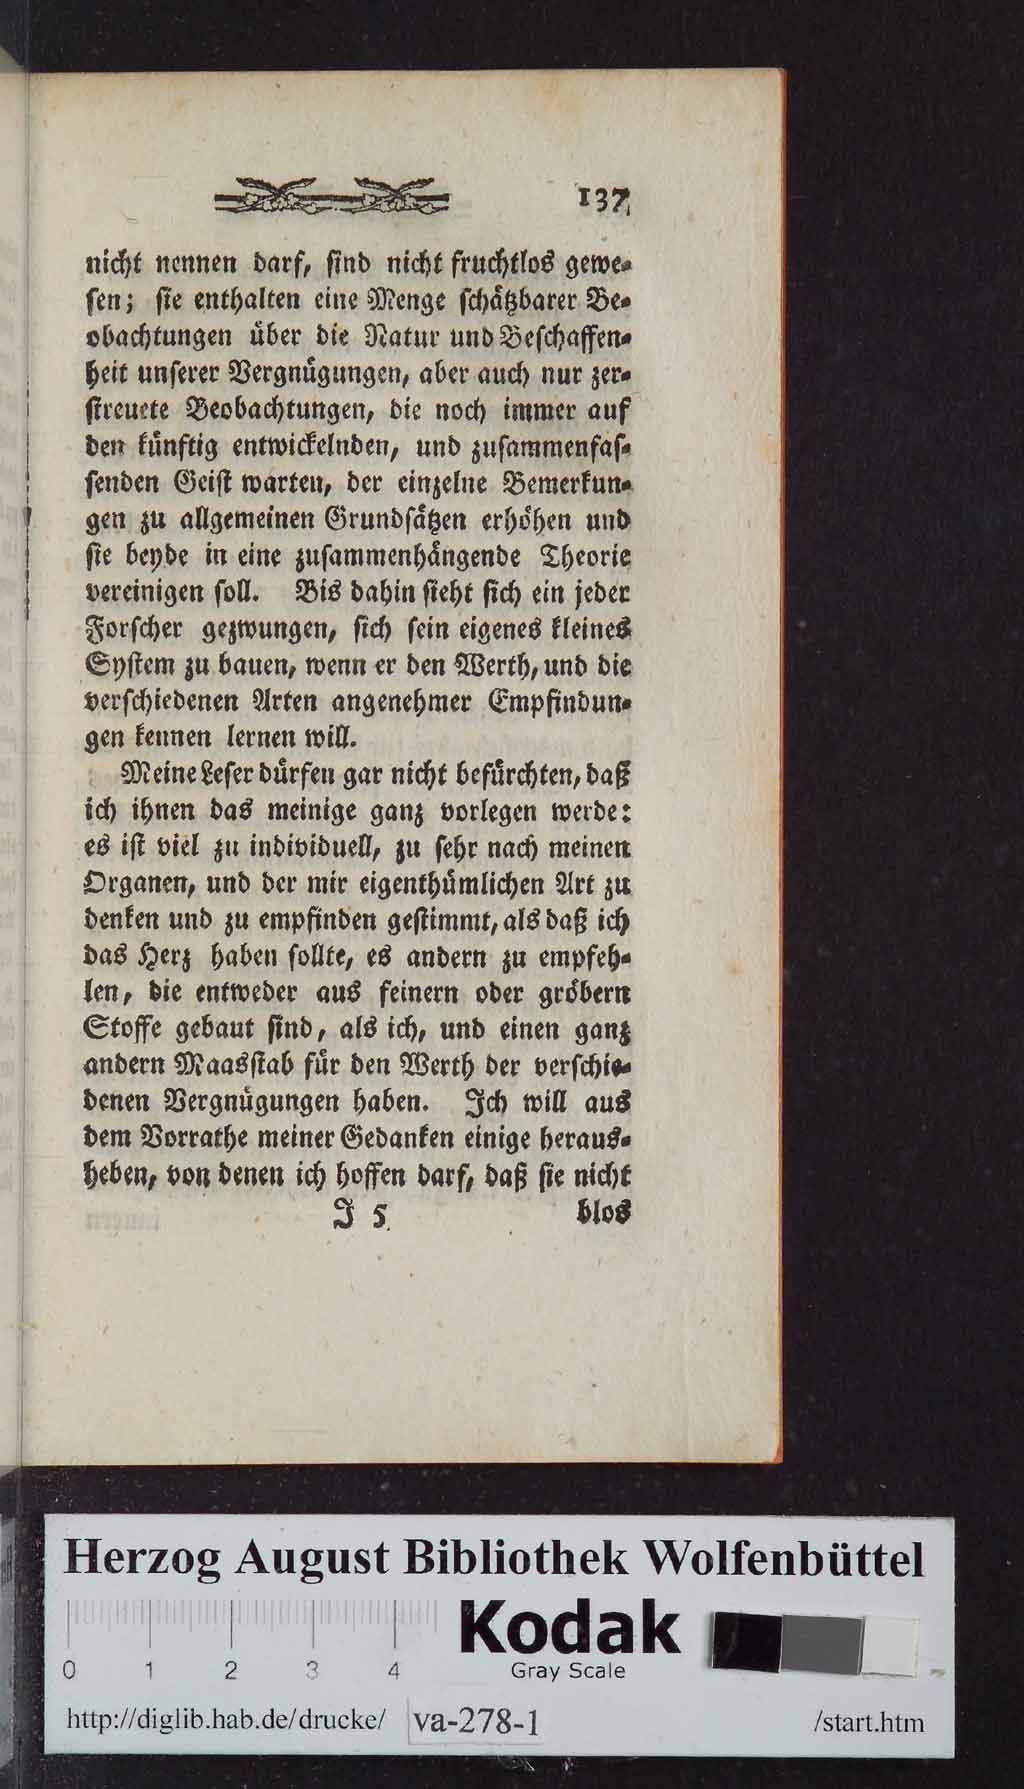 137
nicht nennen darf, sind nicht fruchtlos gewe-
sen; sie enthalten eine Menge schätzbarer Be-
obachtungen über die Natur und Beschaffen-
heit unserer Vergnügungen, aber auch nur zer-
streuete Beobachtungen, die noch immer auf
den künftig entwickelnden, und zusammenfas-
senden Geist warten, der einzelne Bemerkun-
gen zu allgemeinen Grundsätzen erhöhen und
sie beyde in eine zusammenhängende Theorie
vereinigen soll. Bis dahin sieht sich ein jeder
Forscher gezwungen, sich sein eigenes kleines
System zu bauen, wenn er den Werth, und die
verschiedenen Arten angenehmer Empfindun-
gen kennen lernen will.
Meine Leser dürfen gar nicht befürchten, daß
ich ihnen das meinige ganz vorlegen werde:
es ist viel zu individuell, zu sehr nach meinen
Organen, und der mir eigenthümlichen Art zu
denken und zu empfinden gestimmt, als daß ich
das Herz haben sollte, es andern zu empfeh-
len, die entweder aus feinern oder gröbern
Stoffe gebaut sind, als ich, und einen ganz
andern Maasstab für den Werth der verschie-
denen Vergnügungen haben. Ich will aus
dem Vorrathe meiner Gedanken einige heraus-
heben, von denen ich hoffen darf, daß sie nicht
J 5 blos
Herzog August Bibliothek Wolfenbüttel
Kodak
0 1 2 3 4 Gray Scale
http://diglib.hab.de/drucke/ va-278-1 /start.htm